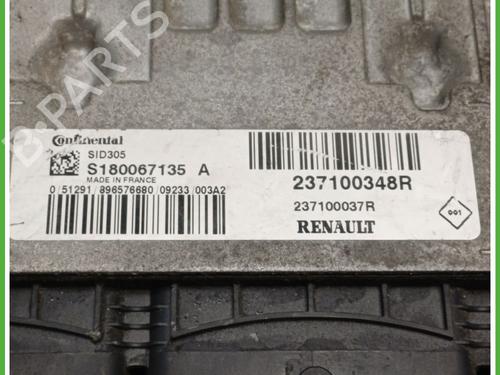 Continental
SID305
S180067135 A
MADE IN FRANCE
0/51291/896576680/09233/003A2
237100348R
237100037R
RENAULT
001
B-PARTS